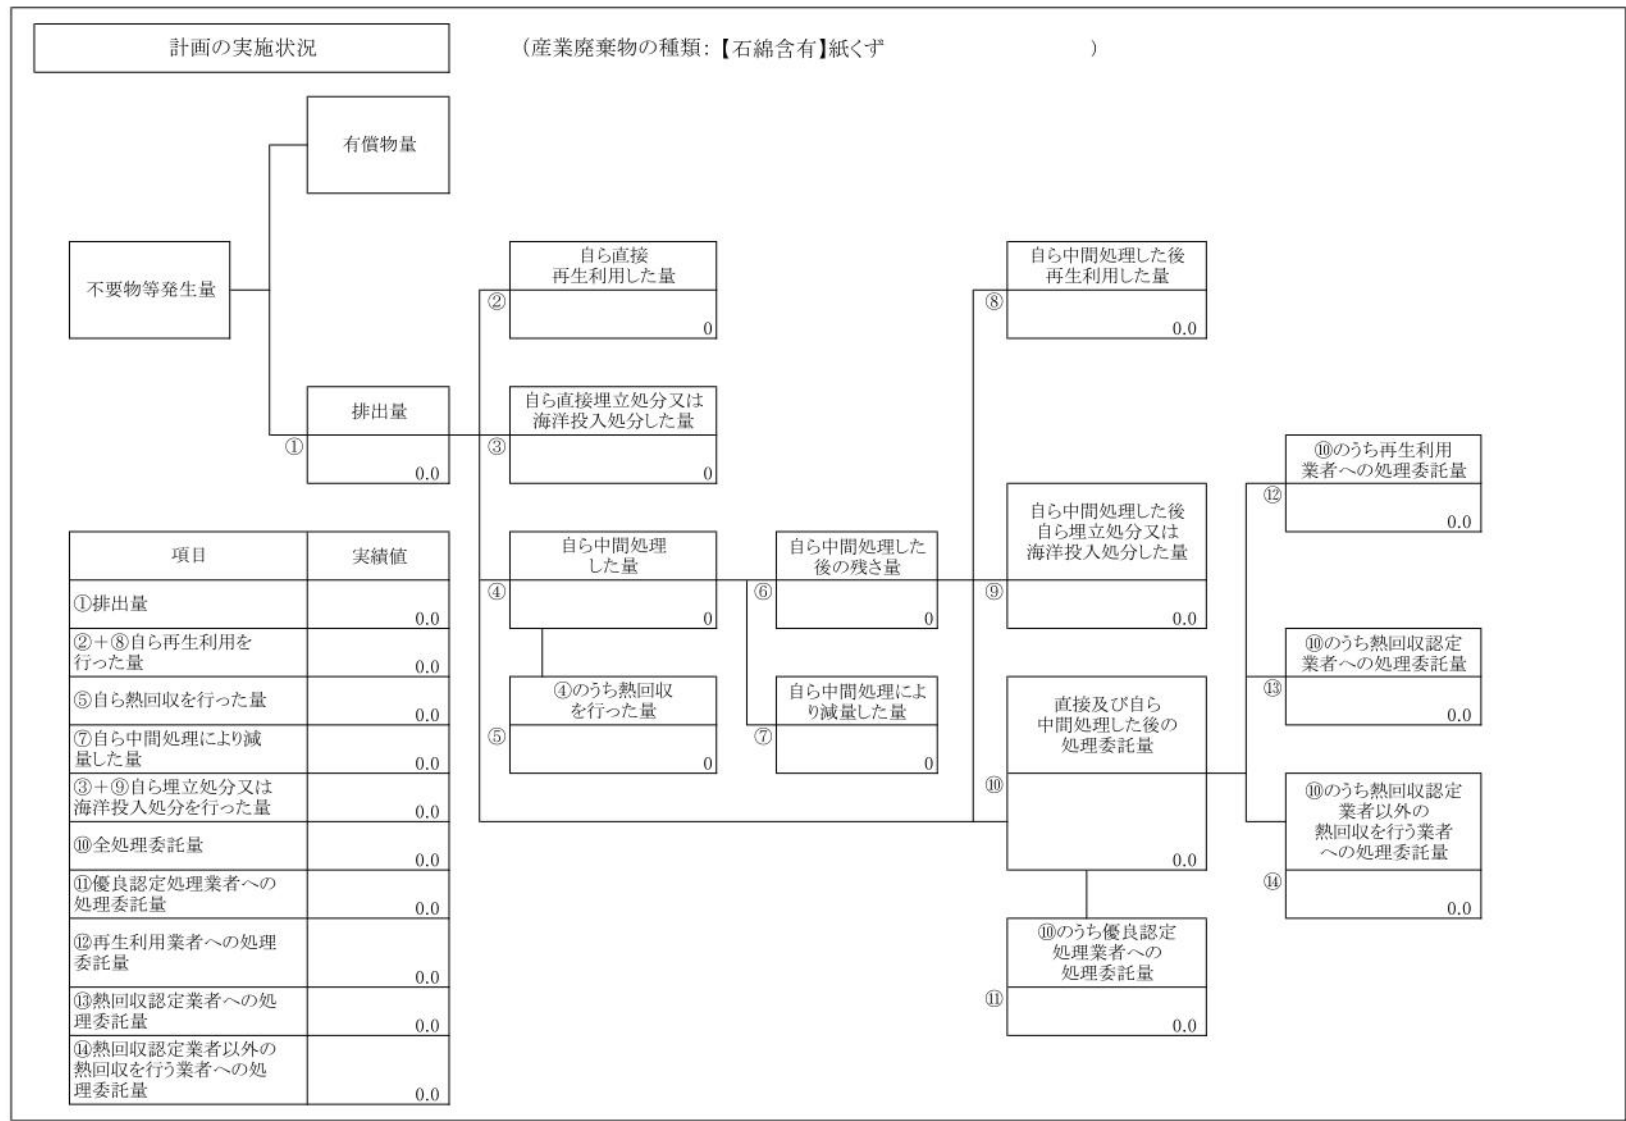 計画の実施状況
(産業廃棄物の種類：【石綿含有】紙くず )
有償物量
不要物等発生量
自ら直接
再生利用した量
②
0
自ら中間処理した後
再生利用した量
⑧
0.0
排出量
①
0.0
自ら直接埋立処分又は
海洋投入処分した量
③
0
⑩のうち再生利用
業者への処理委託量
⑫
0.0
自ら中間処理
した量
④
0
自ら中間処理した
後の残さ量
⑥
0
自ら中間処理した後
自ら埋立処分又は
海洋投入処分した量
⑨
0.0
⑩のうち熱回収認定
業者への処理委託量
⑬
0.0
④のうち熱回収
を行った量
⑤
0
自ら中間処理によ
り減量した量
⑦
0
直接及び自ら
中間処理した後の
処理委託量
⑩
0.0
⑩のうち熱回収認定
業者以外の
熱回収を行う業者
への処理委託量
⑭
0.0
⑩のうち優良認定
処理業者への
処理委託量
⑪
0.0
項目 実績値
①排出量
0.0
②＋⑧自ら再生利用を
行った量
0.0
⑤自ら熱回収を行った量
0.0
⑦自ら中間処理により減
量した量
0.0
③＋⑨自ら埋立処分又は
海洋投入処分を行った量
0.0
⑩全処理委託量
0.0
⑪優良認定処理業者への
処理委託量
0.0
⑫再生利用業者への処理
委託量
0.0
⑬熱回収認定業者への処
理委託量
0.0
⑭熱回収認定業者以外の
熱回収を行う業者への処
理委託量
0.0